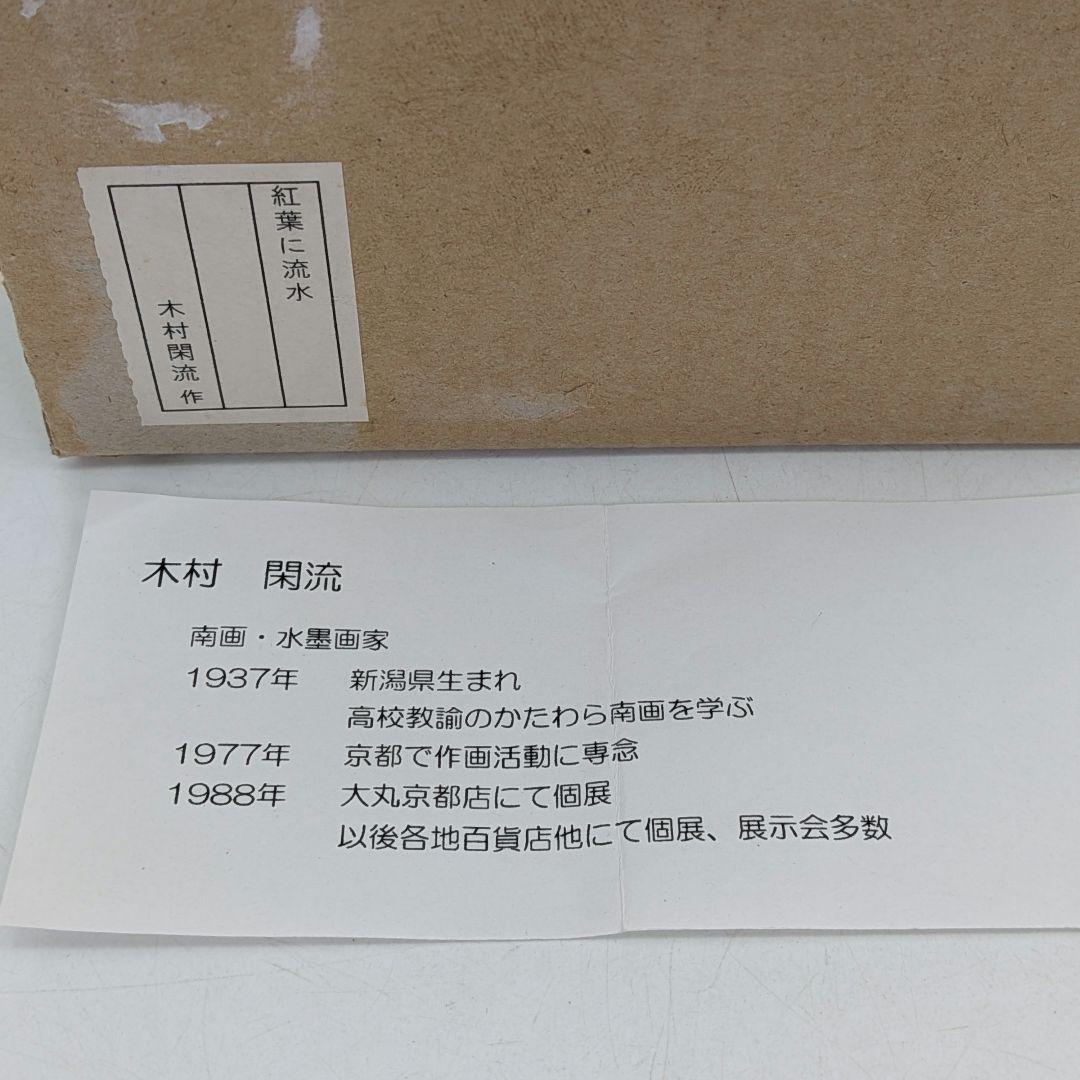 紅葉に流水
木村閑流 作
木村　閑流
南画・水墨画家
1937年　新潟県生まれ
高校教諭のかたわら南画を学ぶ
1977年　京都で作画活動に専念
1988年　大丸京都店にて個展
以後各地百貨店他にて個展、展示会多数